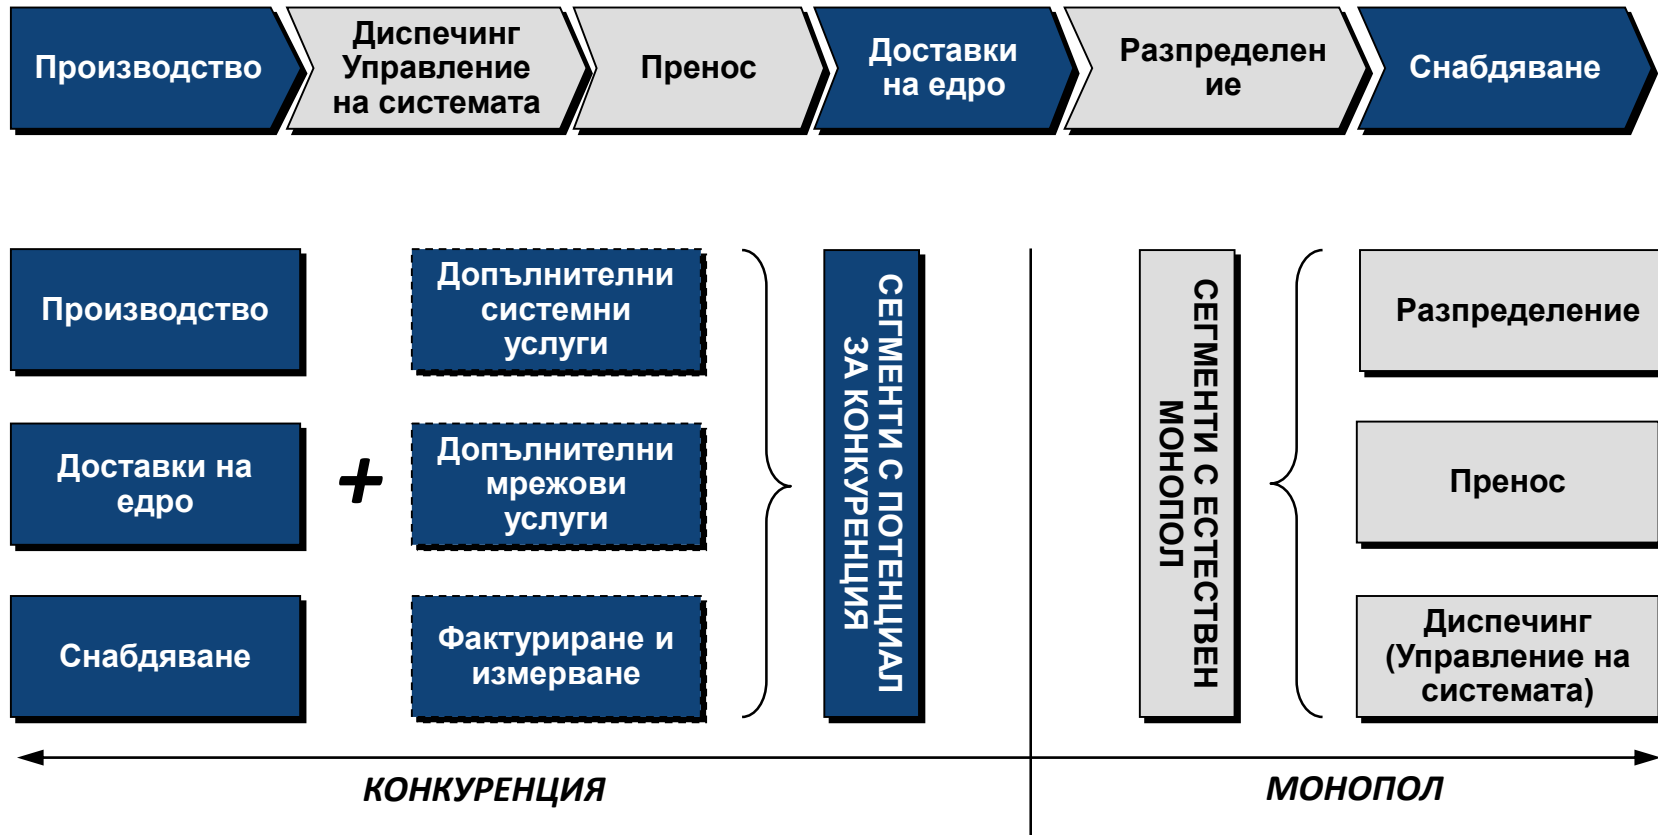 Производство
Диспечинг
Управление
на системата
Пренос
Доставки
на едро
Разпределен
ие
Снабдяване
Производство
Допълнителни
системни
услуги
Доставки на
едро
+
Допълнителни
мрежови
услуги
Снабдяване
Фактуриране и
измерване
СЕГМЕНТИ С ПОТЕНЦИАЛ
ЗА КОНКУРЕНЦИЯ
СЕГМЕНТИ С ЕСТЕСТВЕН
МОНОПОЛ
Разпределение
Пренос
Диспечинг
(Управление на
системата)
КОНКУРЕНЦИЯ
МОНОПОЛ